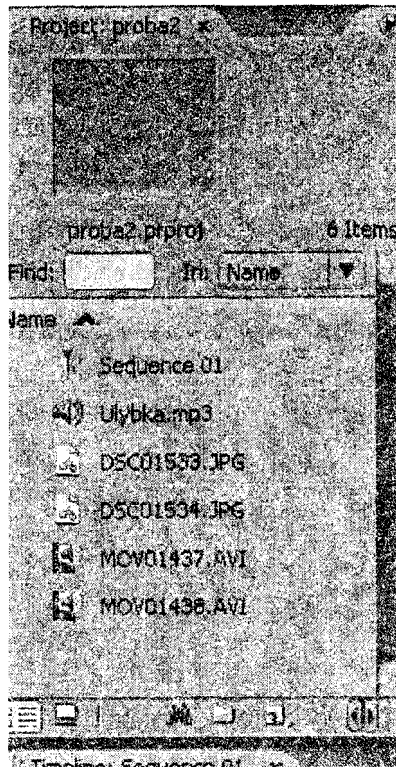 Project: proba2 ×
proba2.prproj 6 Items
Find: In: Name
Name
Sequence 01
Ulybka.mp3
DSC01533.JPG
DSC01534.JPG
MOV01437.AVI
MOV01438.AVI
Timeline: Sequence 01 ×